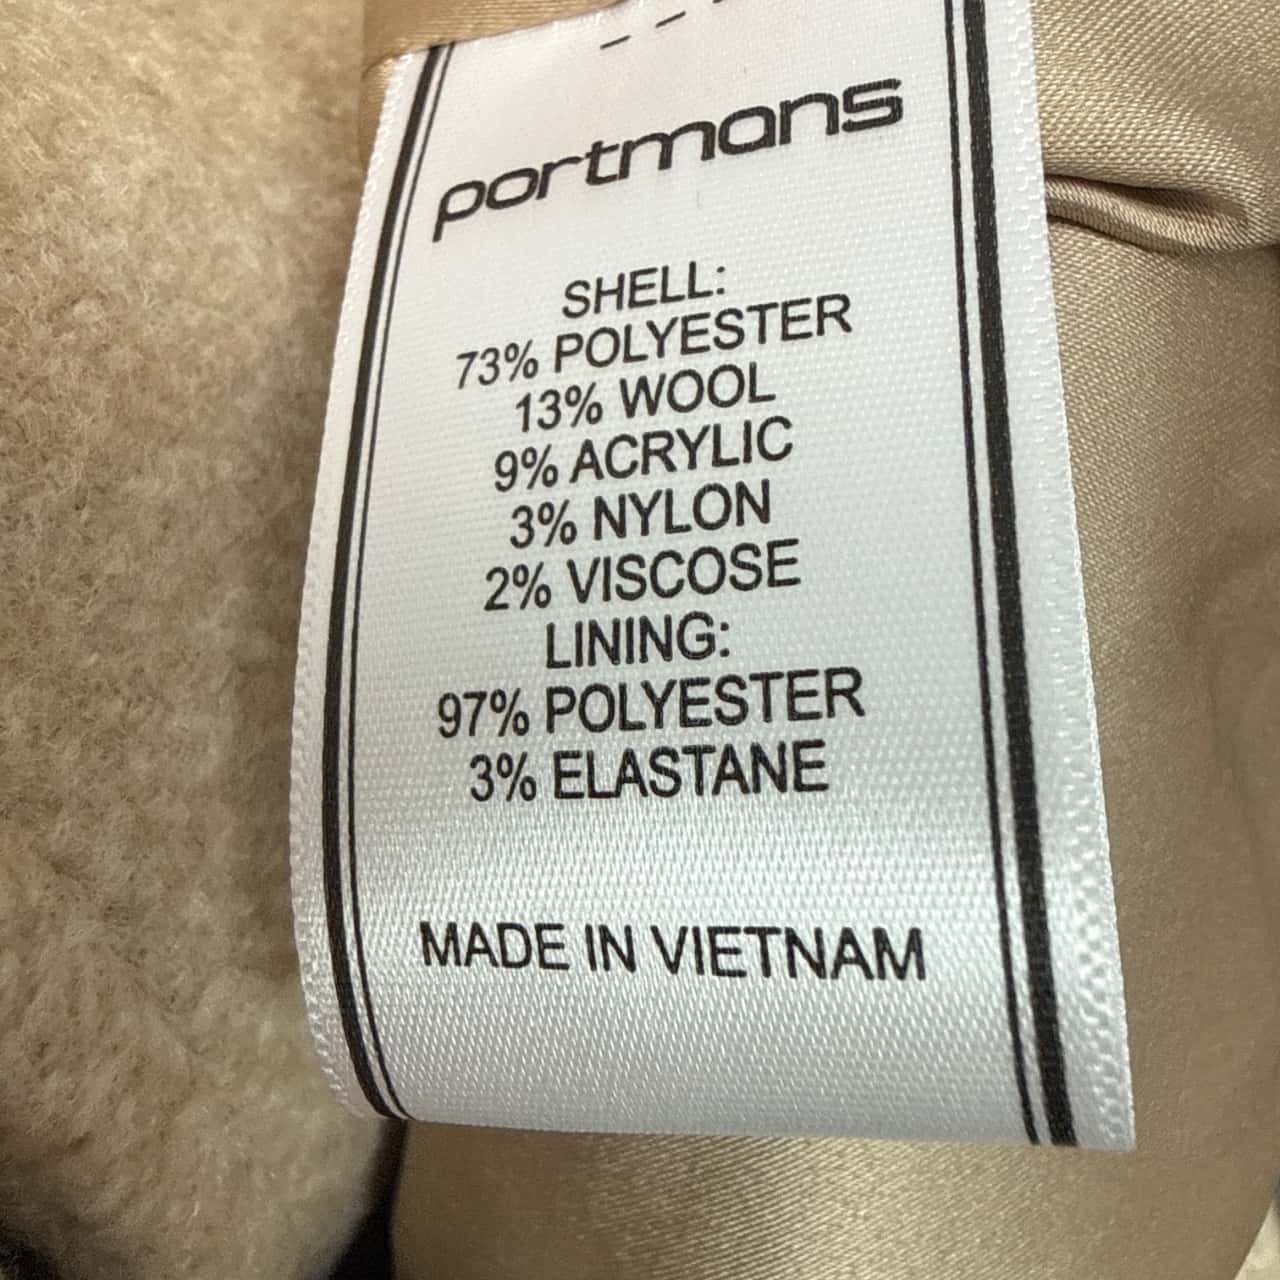 portmans
SHELL:
73% POLYESTER
13% WOOL
9% ACRYLIC
3% NYLON
2% VISCOSE
LINING:
97% POLYESTER
3% ELASTANE
MADE IN VIETNAM